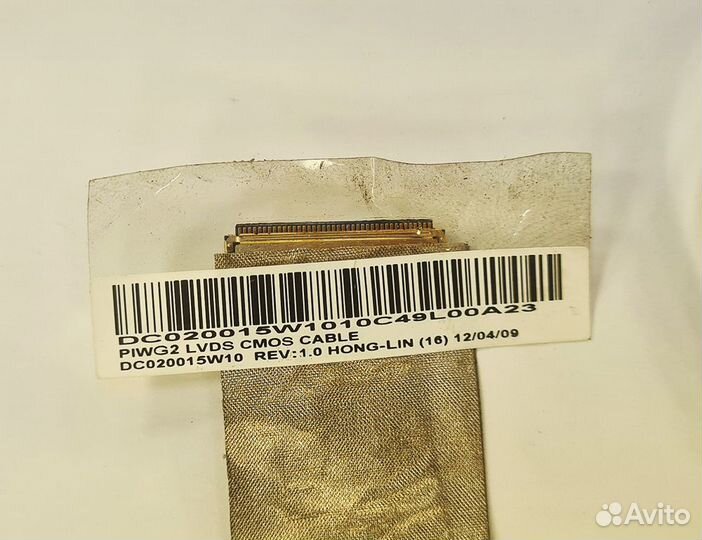 DC020015W1010C49L00A23
PIWG2 LVDS CMOS CABLE
DC020015W10 REV:1.0 HONG-LIN (16) 12/04/09
Avito